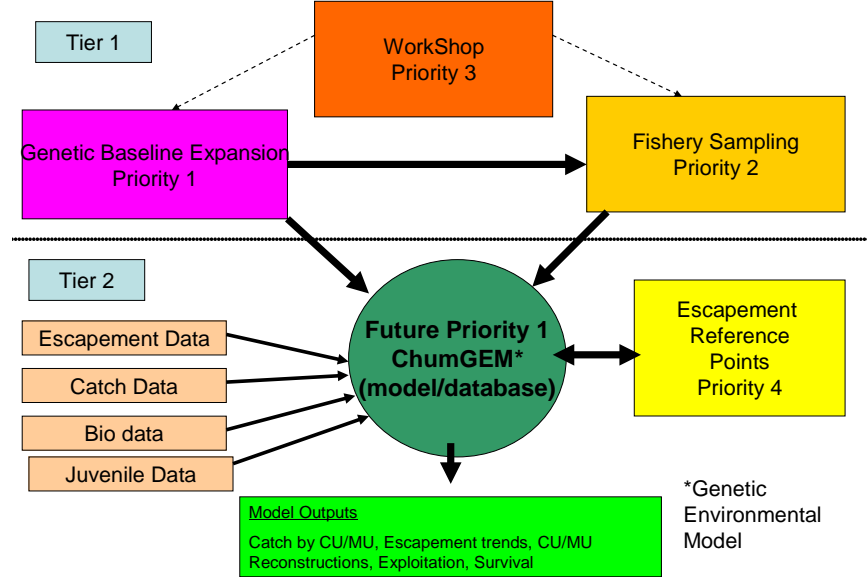 Tier 1
WorkShop
Priority 3
Genetic Baseline Expansion
Priority 1
Fishery Sampling
Priority 2
Tier 2
Escapement Data
Catch Data
Bio data
Juvenile Data
Future Priority 1
ChumGEM*
(model/database)
Escapement
Reference
Points
Priority 4
Model Outputs
Catch by CU/MU, Escapement trends, CU/MU
Reconstructions, Exploitation, Survival
*Genetic
Environmental
Model